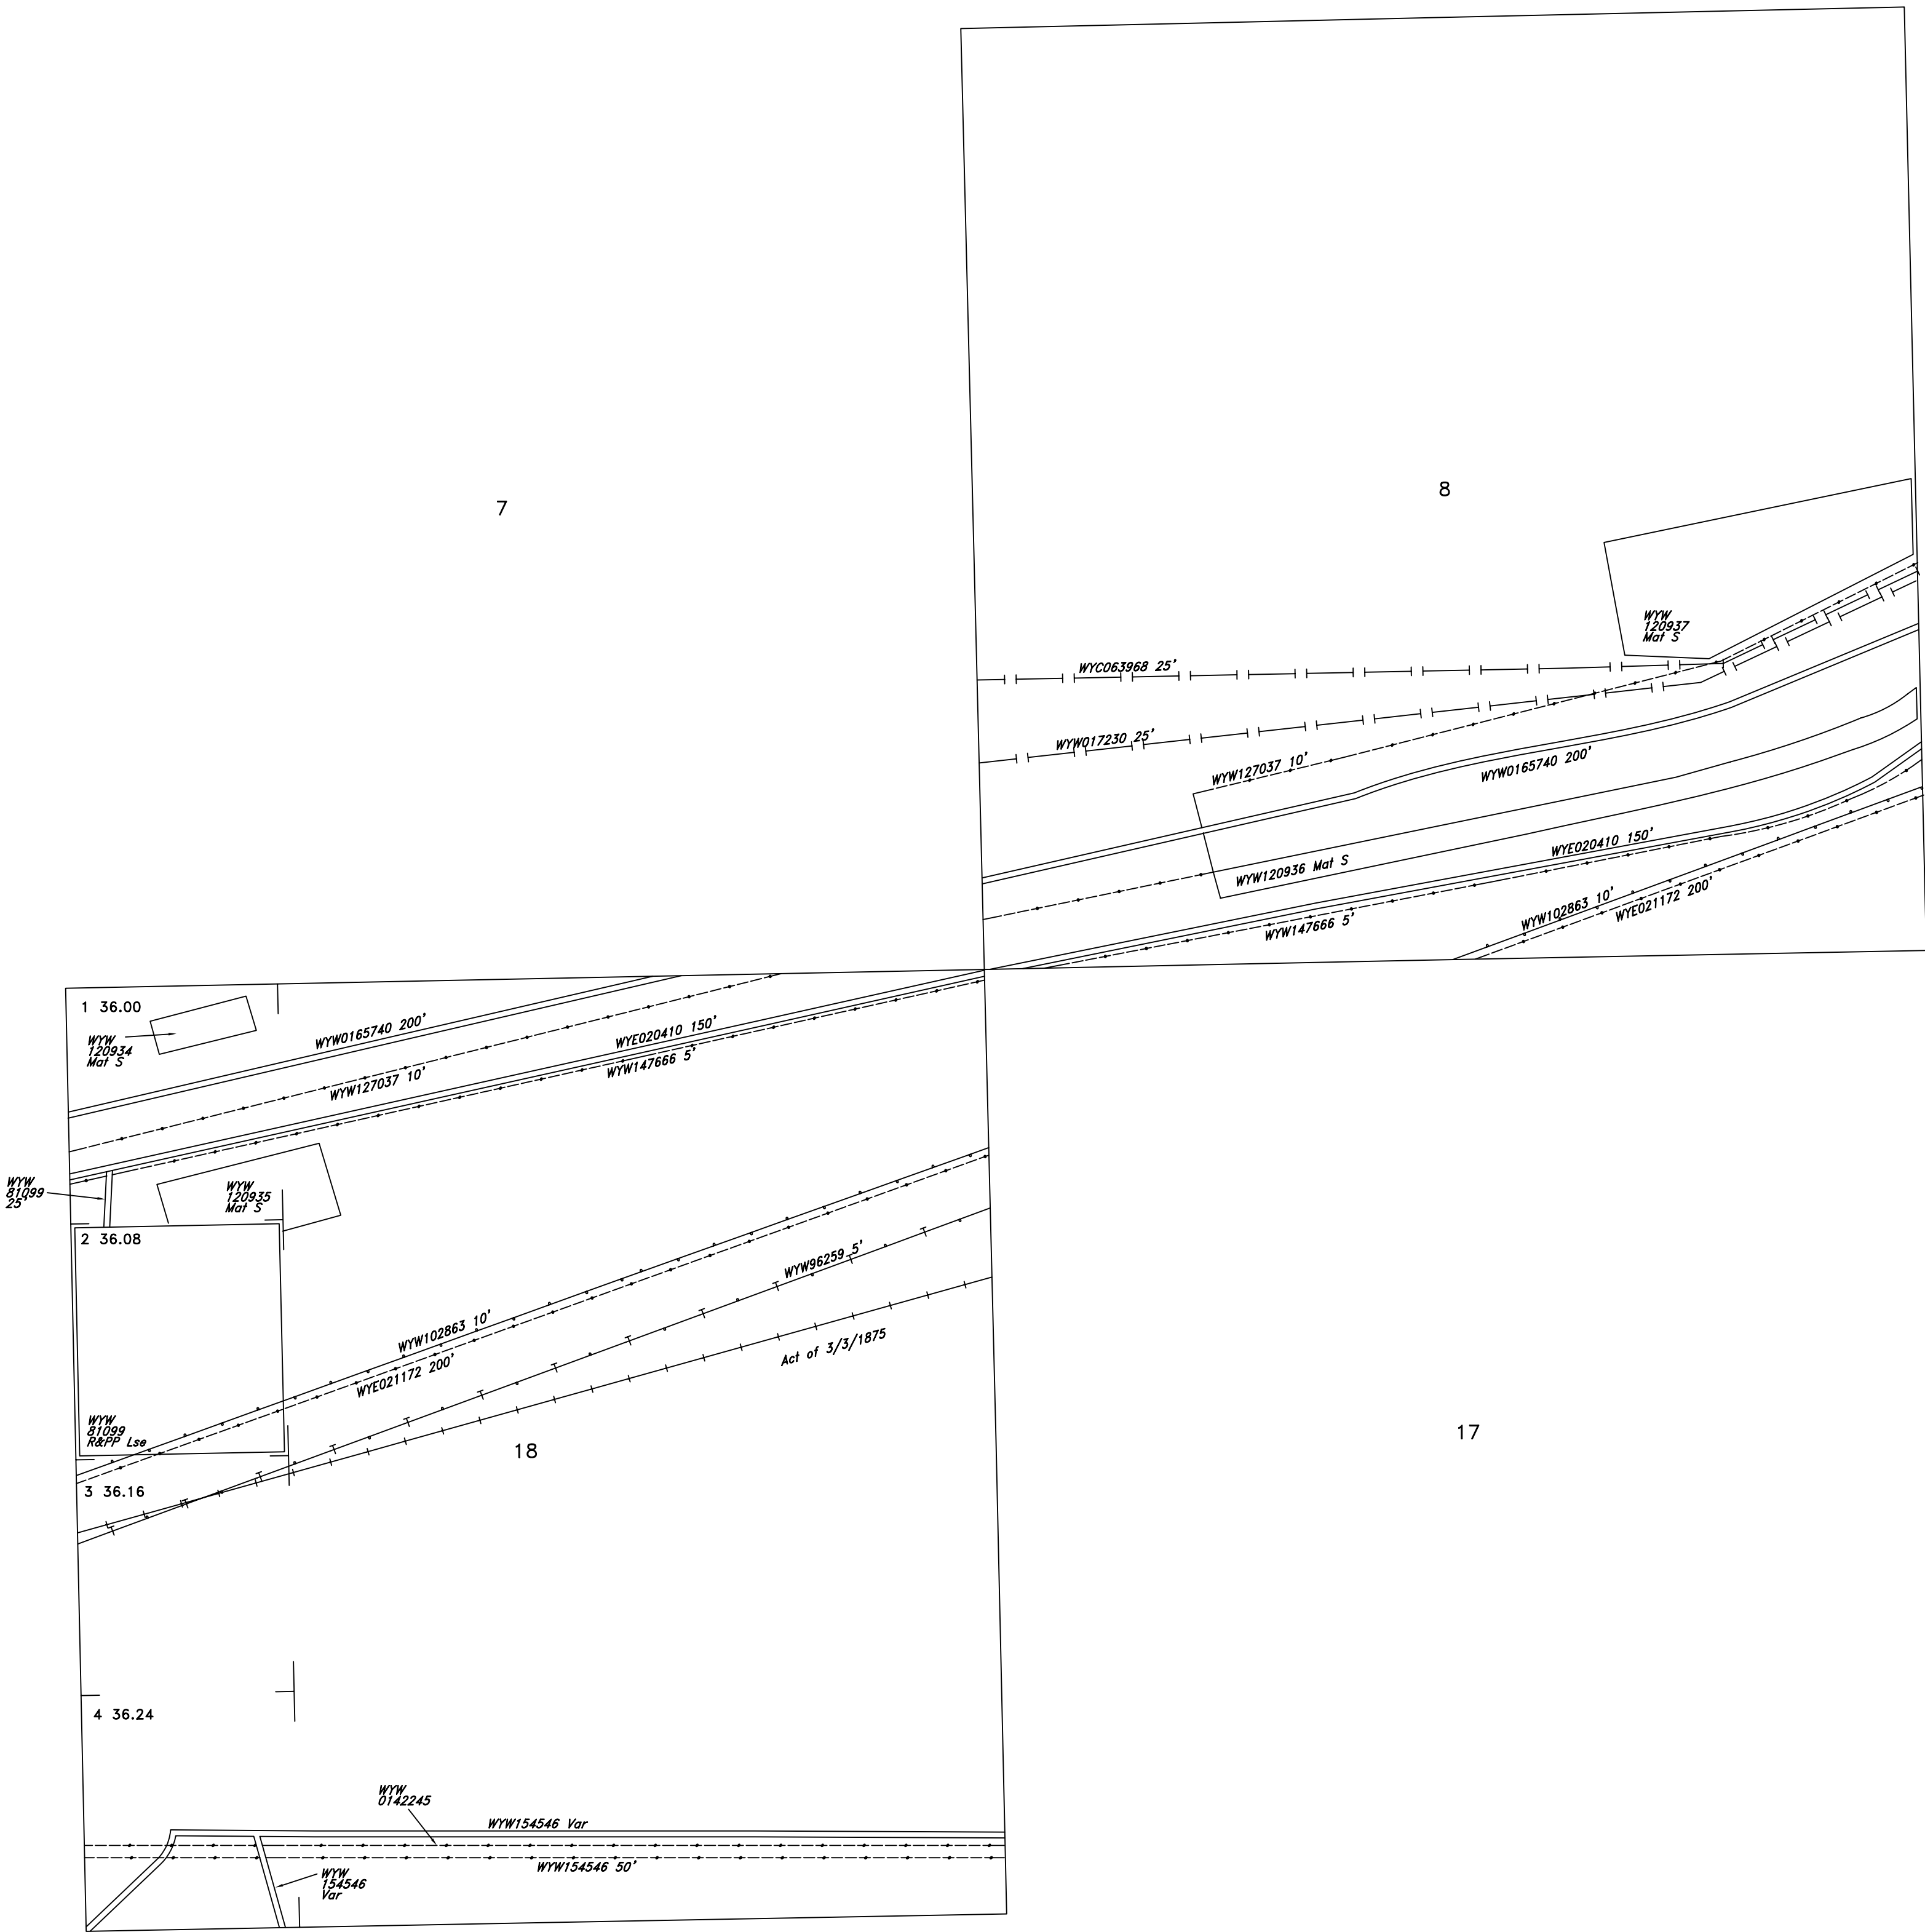 7
8
WYW
120937
Mat S
WYC063968 25'
WYW017230 25'
WYW127037 10'
WYW0165740 200'
WYE020410 150'
WYW120936 Mat S
WYW102863 10'
WYE021172 200'
WYW147666 5'
1 36.00
WYW
120934
Mat S
WYW0165740 200'
WYE020410 150'
WYW147666 5'
WYW127037 10'
WYW
81099
25'
WYW
120935
Mat S
2 36.08
WYW96259 5'
WYW102863 10'
Act of 3/3/1875
WYE021172 200'
WYW
81099
R&PP Lse
18
17
3 36.16
4 36.24
WYW
0142245
WYW154546 Var
WYW154546 50'
WYW
154546
Var